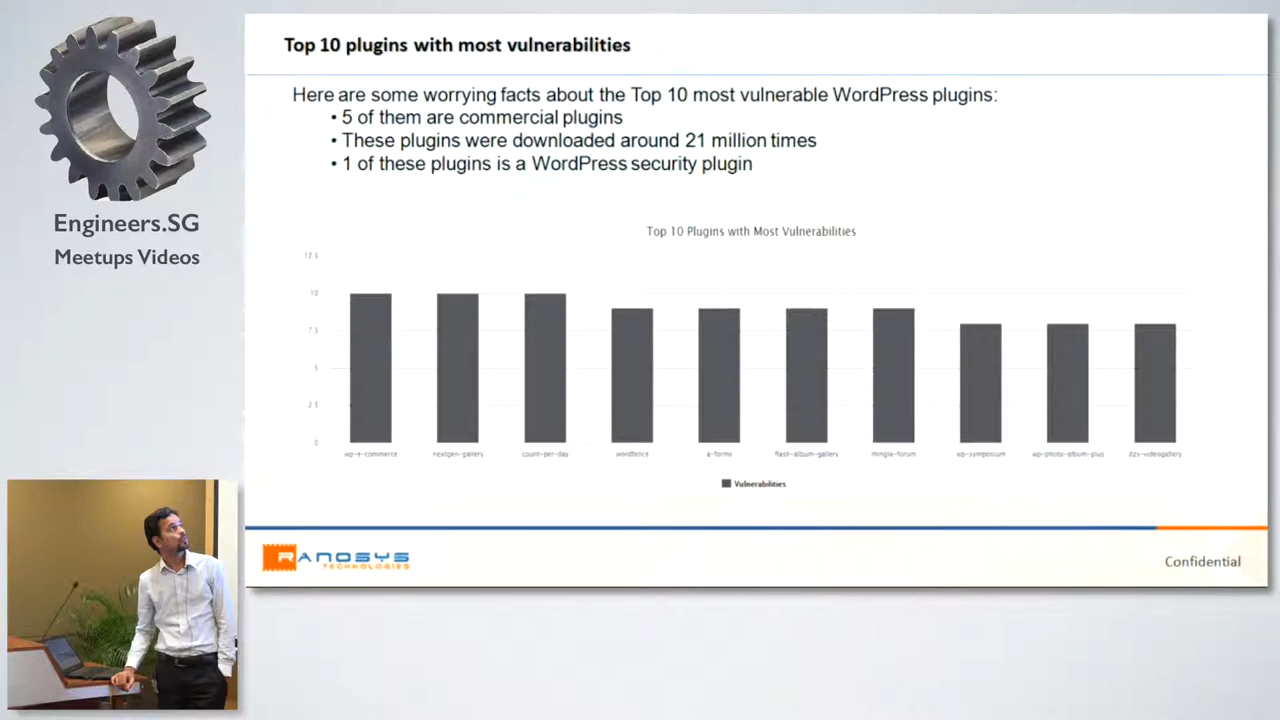 Engineers.SG
Meetups Videos
Top 10 plugins with most vulnerabilities
Here are some worrying facts about the Top 10 most vulnerable WordPress plugins:
• 5 of them are commercial plugins
• These plugins were downloaded around 21 million times
• 1 of these plugins is a WordPress security plugin
Top 10 Plugins with Most Vulnerabilities
12.5
10
7.5
5
2.5
0
wp-e-commerce nextgen-gallery count-per-day wordfence a-forms flash-album-gallery mingle-forum wp-symposium wp-photo-album-plus dzs-videogallery
Vulnerabilities
RANOSYS
TECHNOLOGIES
Confidential